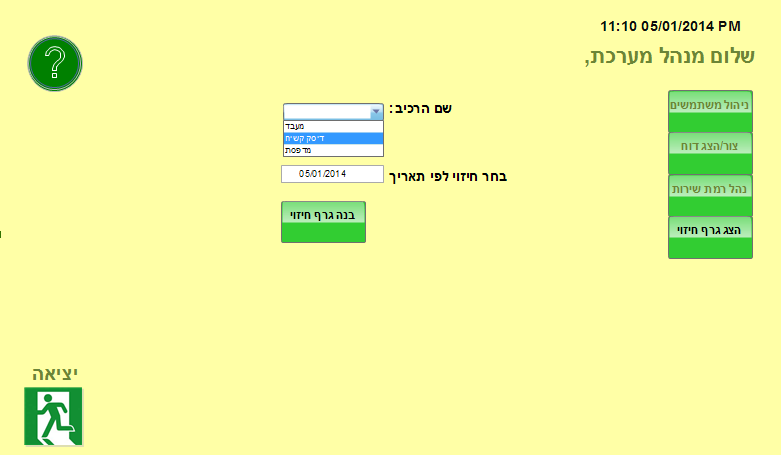 11:10 05/01/2014 PM
שלום מנהל מערכת,
?
ניהול משתמשים
צור/הצג דוח
נהל רמת שירות
הצג גרף חיזוי
שם הרכיב :
מעבד
דיסק קשיח
מדפסת
בחר חיזוי לפי תאריך
05/01/2014
בנה גרף חיזוי
יציאה